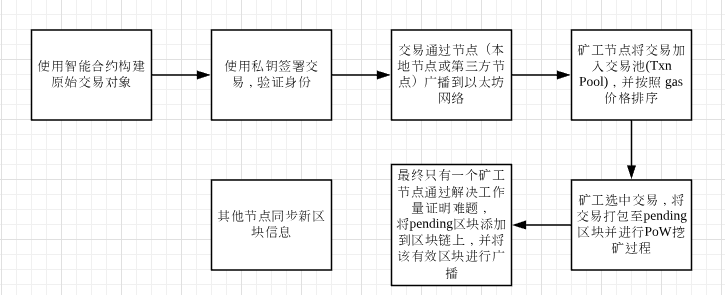 使用智能合约构建
原始交易对象
使用私钥签署交
易，验证身份
交易通过节点（本
地节点或第三方节
点）广播到以太坊
网络
矿工节点将交易加
入交易池(Txn
Pool)，并按照 gas
价格排序
矿工选中交易，将
交易打包至pending
区块并进行PoW挖
矿过程
最终只有一个矿工
节点通过解决工作
量证明难题，
将pending区块添加
到区块链上，并将
该有效区块进行广
播
其他节点同步新区
块信息